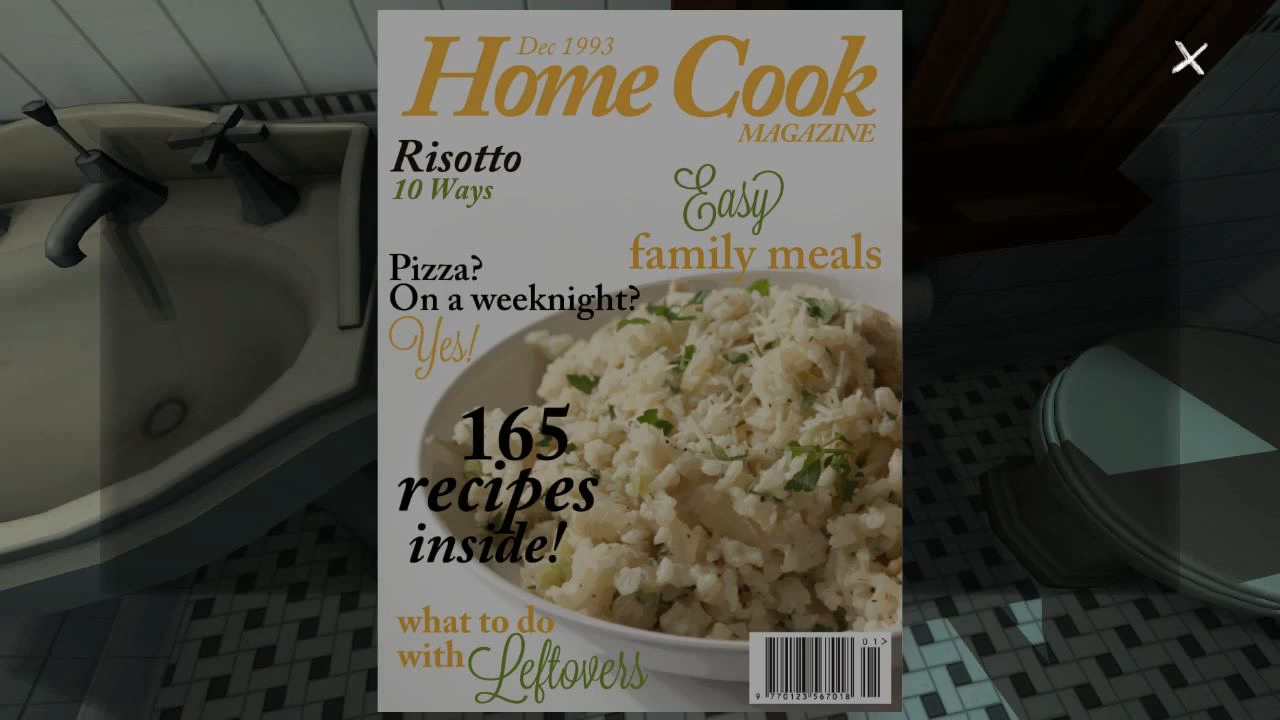 Dec 1993
Home Cook
MAGAZINE
Risotto
10 Ways
Easy
family meals
Pizza?
On a weeknight?
Yes!
165
recipes
inside!
what to do
with Leftovers
01>
9 770123 567018